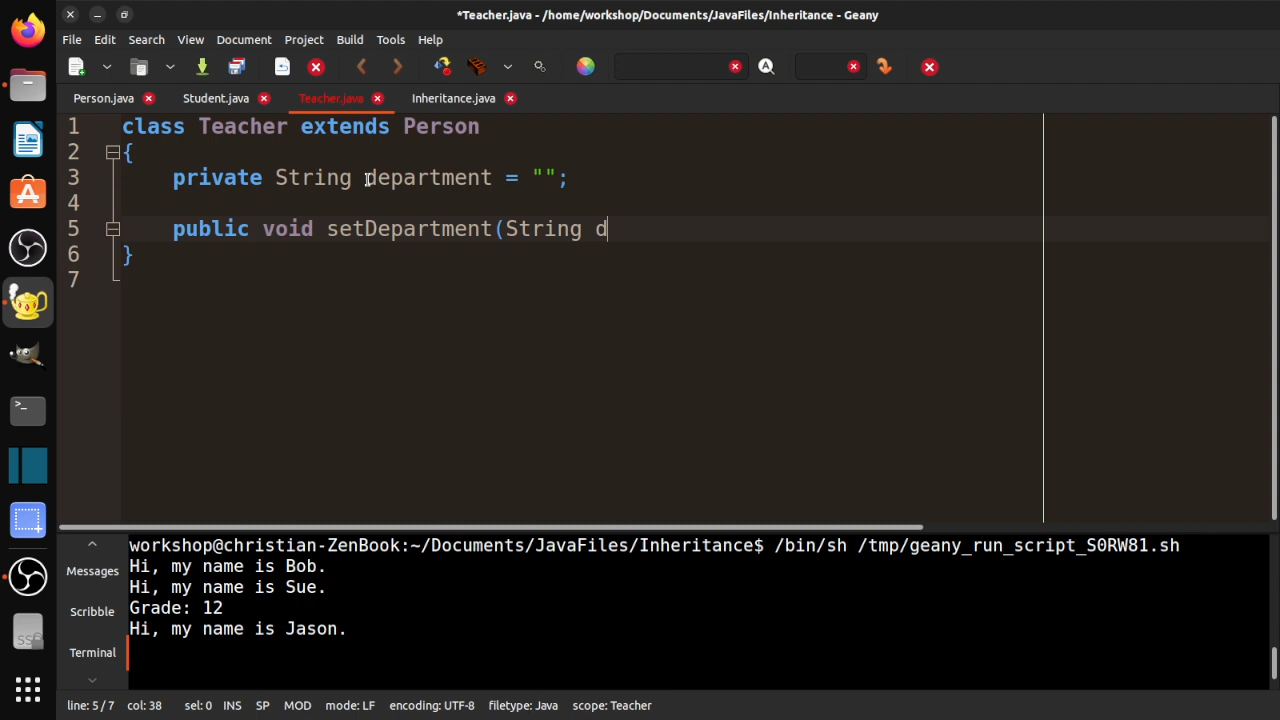 *Teacher.java - /home/workshop/Documents/JavaFiles/Inheritance - Geany
File Edit Search View Document Project Build Tools Help
Person.java Student.java Teacher.java Inheritance.java
1 class Teacher extends Person
2 {
3 private String department = "";
4
5 public void setDepartment(String d
6 }
7
workshop@christian-ZenBook:~/Documents/JavaFiles/Inheritance$ /bin/sh /tmp/geany_run_script_S0RW81.sh
Messages
Hi, my name is Bob.
Hi, my name is Sue.
Scribble
Grade: 12
Hi, my name is Jason.
Terminal
line: 5 / 7 col: 38 sel: 0 INS SP MOD mode: LF encoding: UTF-8 filetype: Java scope: Teacher